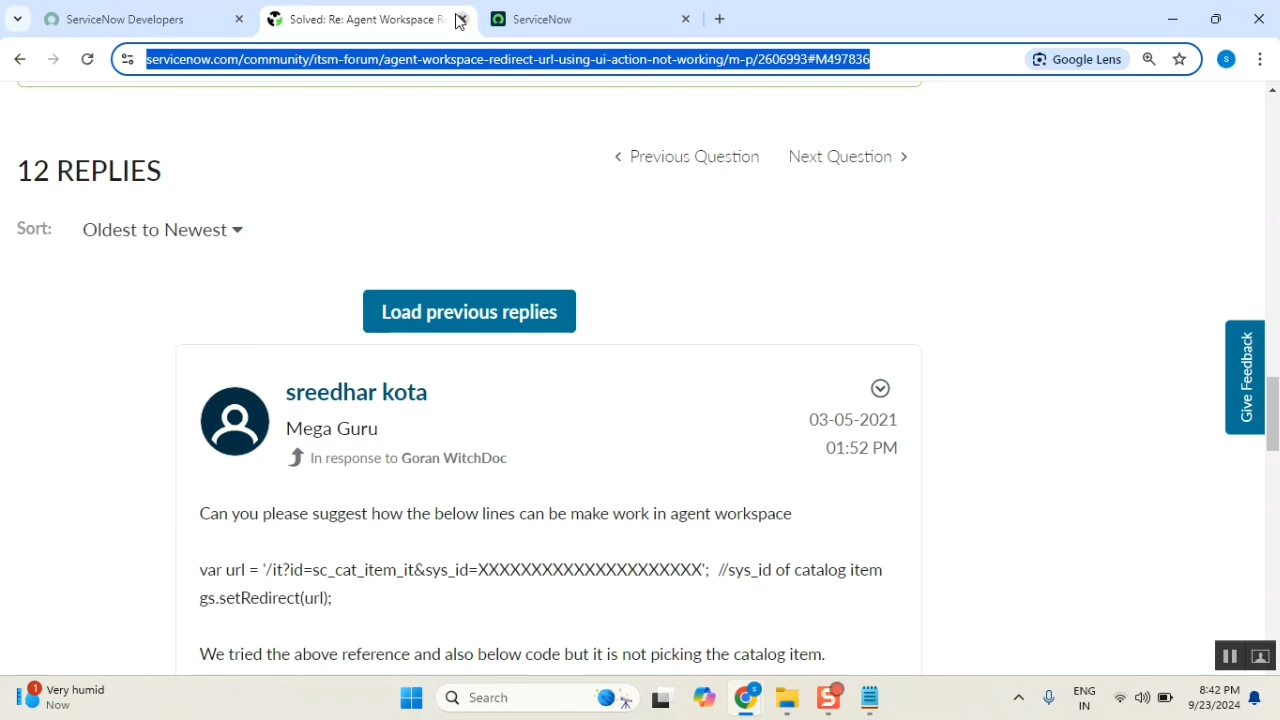 ServiceNow Developers
Solved: Re: Agent Workspace R
ServiceNow
servicenow.com/community/itsm-forum/agent-workspace-redirect-url-using-ui-action-not-working/m-p/2606993#M497836
Google Lens
s
12 REPLIES
Previous Question
Next Question
Sort:
Oldest to Newest
Load previous replies
sreedhar kota
Mega Guru
In response to Goran WitchDoc
03-05-2021
01:52 PM
Can you please suggest how the below lines can be make work in agent workspace
var url = '/it?id=sc_cat_item_it&sys_id=XXXXXXXXXXXXXXXXXXXXX'; //sys_id of catalog item
gs.setRedirect(url);
We tried the above reference and also below code but it is not picking the catalog item.
Give Feedback
1
Very humid
Now
Search
S
ENG
IN
8:42 PM
9/23/2024